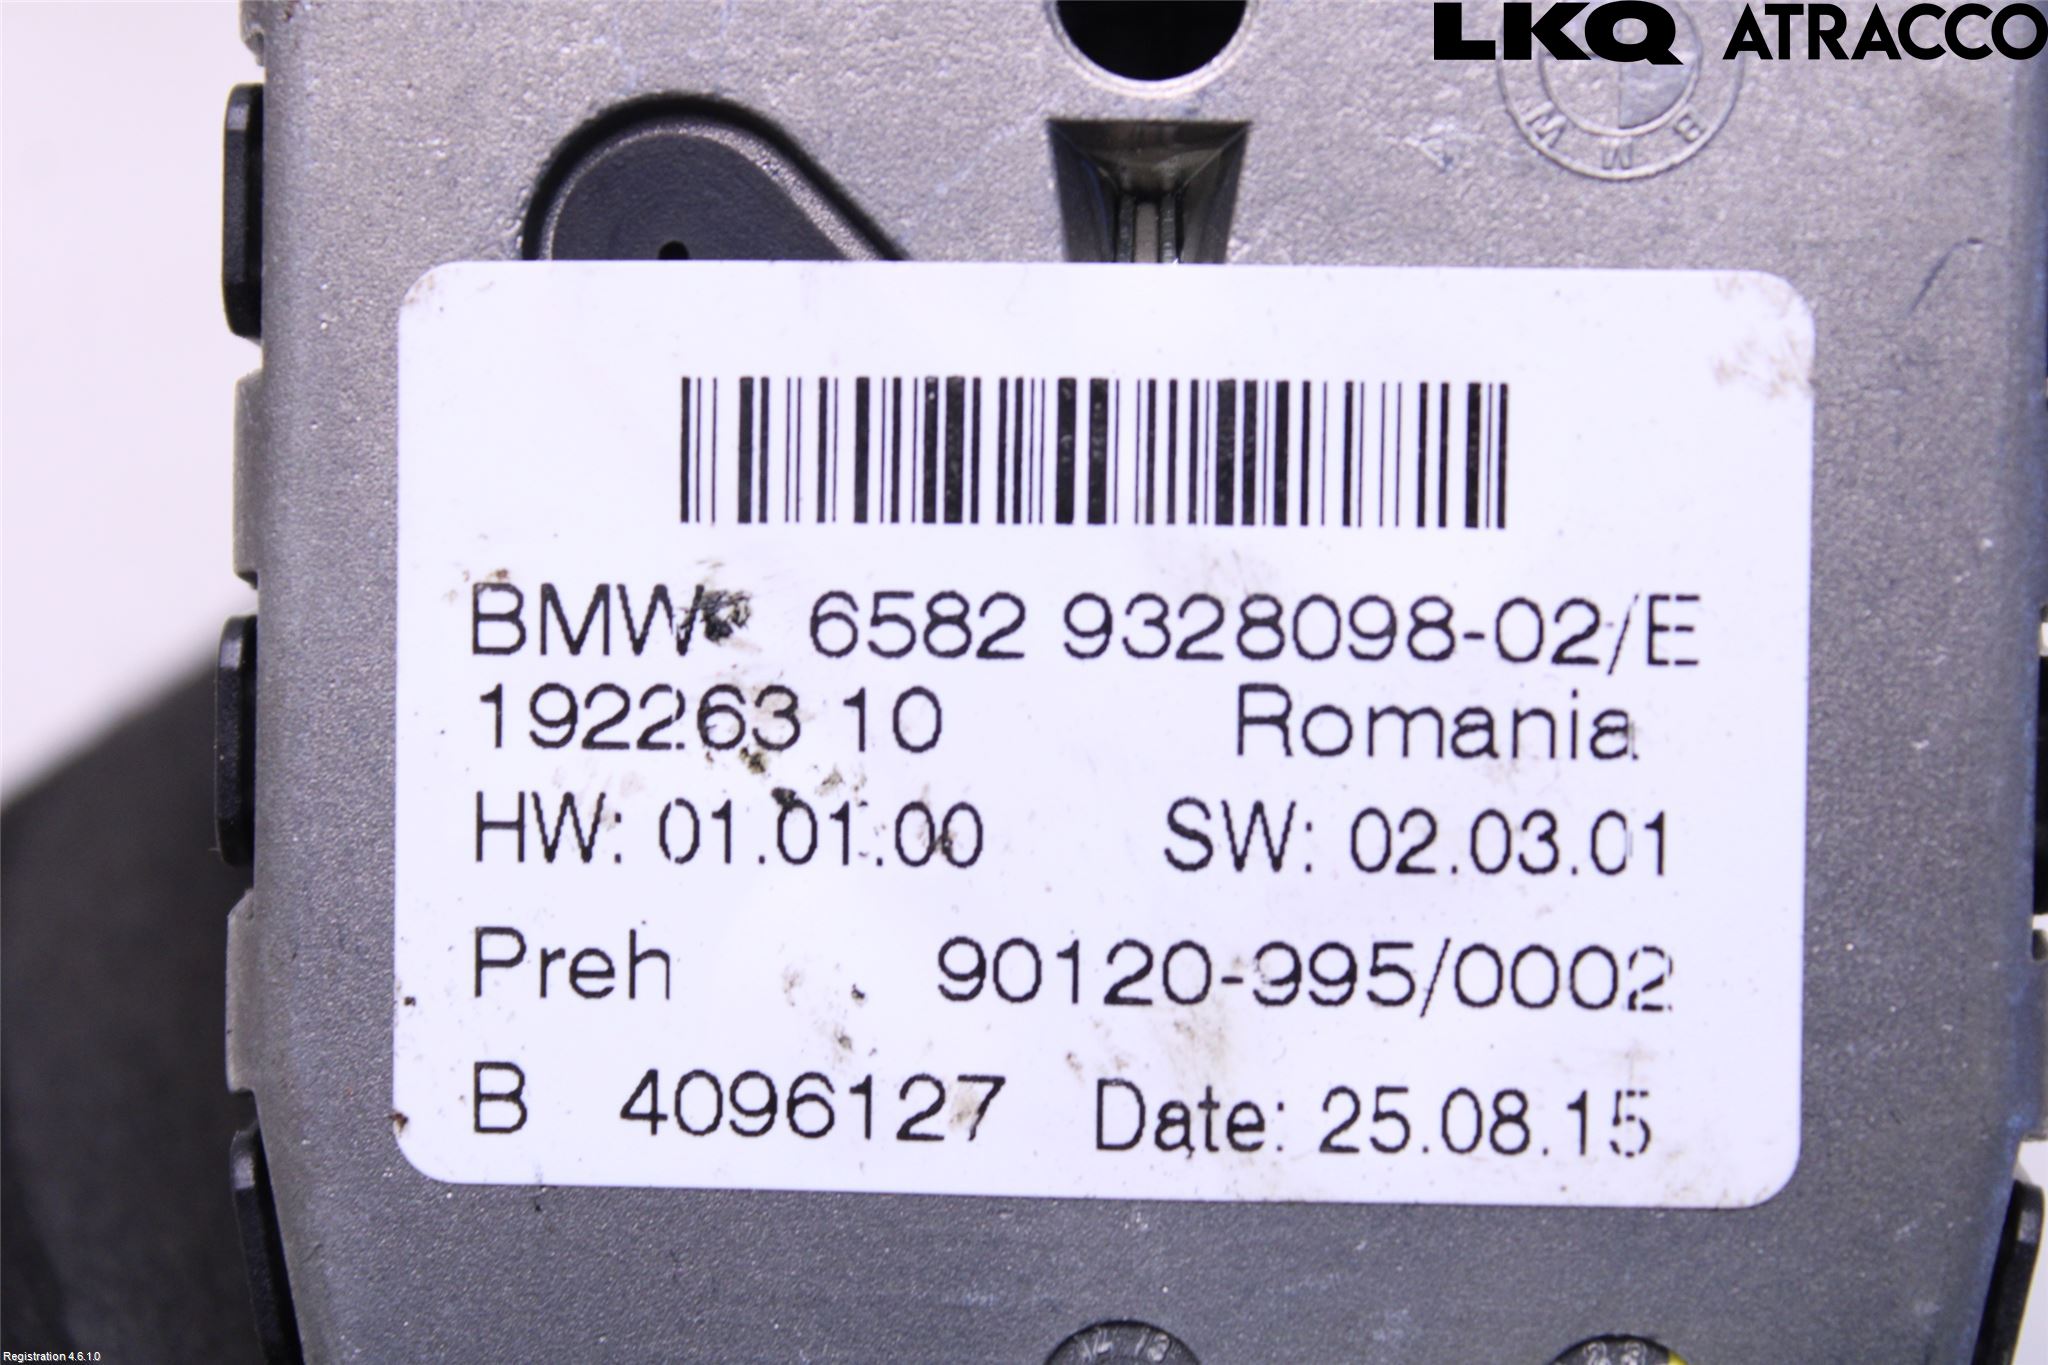 LKQ ATRACCO
BMW
BMW 6582 9328098-02/E
192263 10 Romania
HW: 01.01.00 SW: 02.03.01
Preh 90120-995/0002
B 4096127 Date: 25.08.15
Registration 4.6.1.0